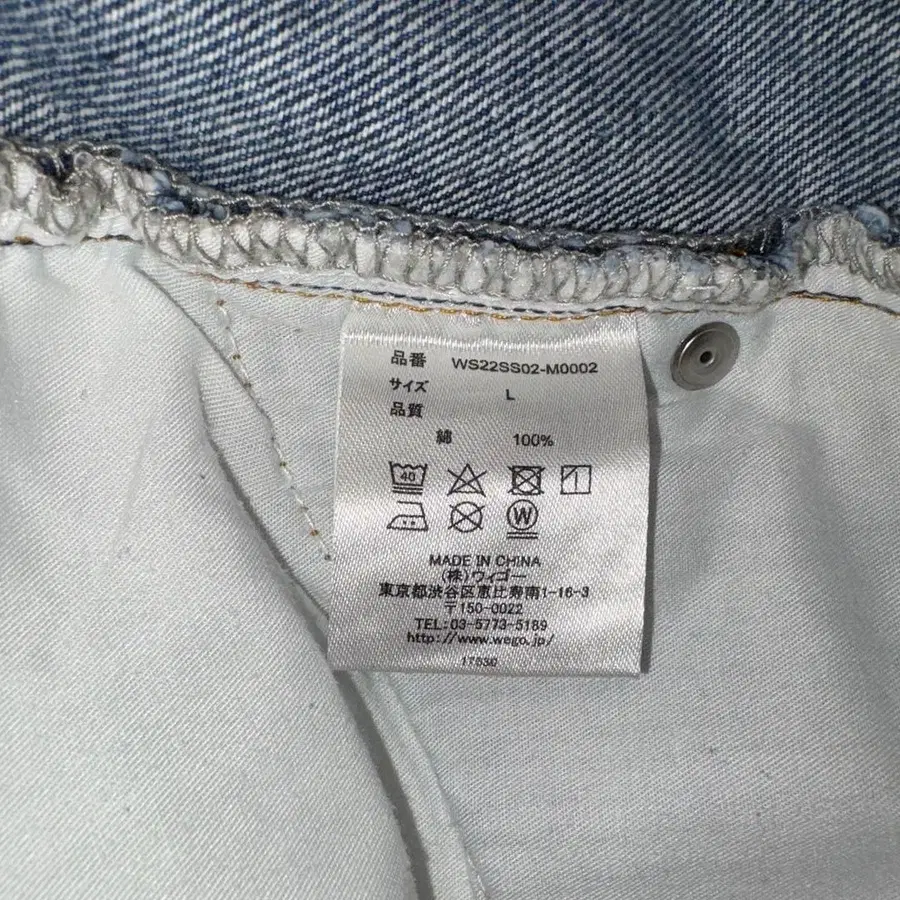 品番 WS22SS02-M0002
サイズ L
品質
綿 100%
40
W
MADE IN CHINA
(株)ウィゴー
東京都渋谷区恵比寿南1-16-3
〒150-0022
TEL:03-5773-5189
http://www.wego.jp/